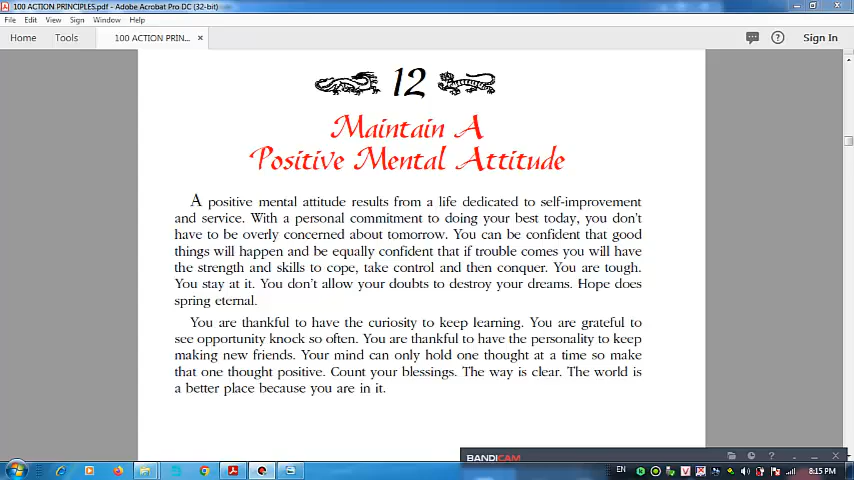 100 ACTION PRINCIPLES.pdf - Adobe Acrobat Pro DC (32-bit)
File Edit View Sign Window Help
Home Tools 100 ACTION PRIN... × Sign In
12
Maintain A
Positive Mental Attitude
A positive mental attitude results from a life dedicated to self-improvement
and service. With a personal commitment to doing your best today, you don't
have to be overly concerned about tomorrow. You can be confident that good
things will happen and be equally confident that if trouble comes you will have
the strength and skills to cope, take control and then conquer. You are tough.
You stay at it. You don't allow your doubts to destroy your dreams. Hope does
spring eternal.
You are thankful to have the curiosity to keep learning. You are grateful to
see opportunity knock so often. You are thankful to have the personality to keep
making new friends. Your mind can only hold one thought at a time so make
that one thought positive. Count your blessings. The way is clear. The world is
a better place because you are in it.
BANDICAM
EN 8:15 PM